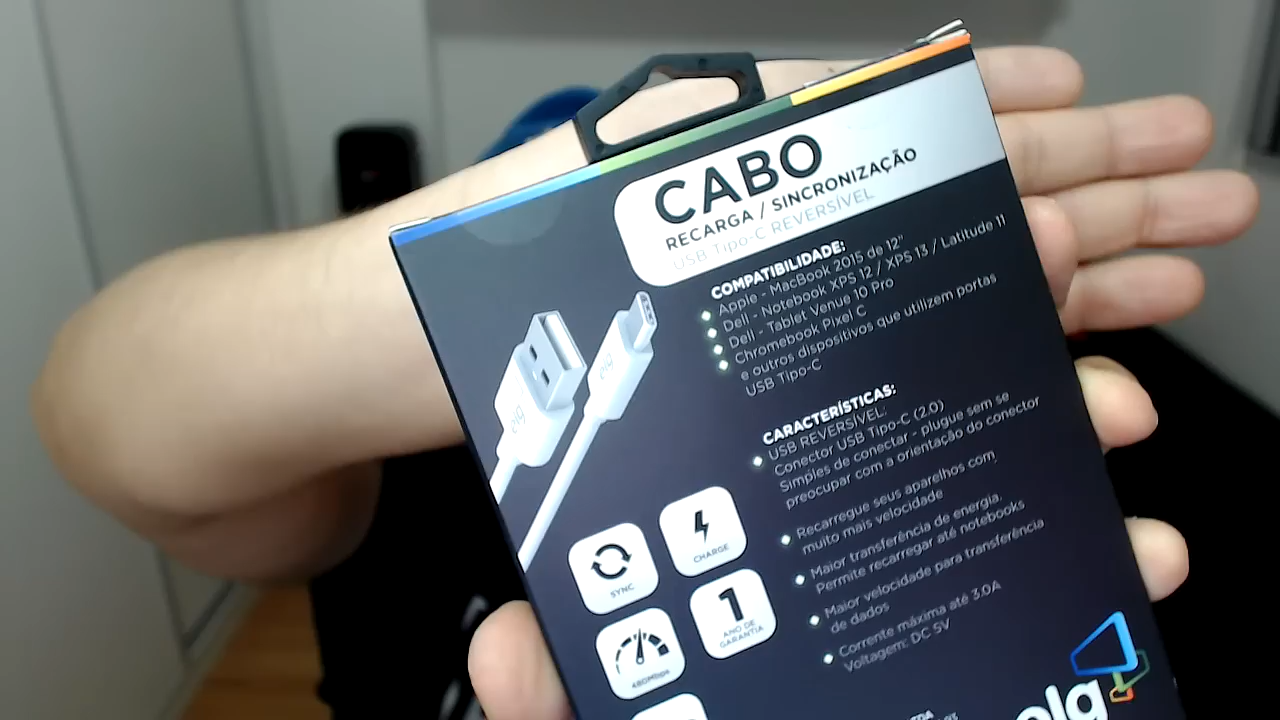 CABO
RECARGA / SINCRONIZAÇÃO
USB Tipo-C REVERSÍVEL
COMPATIBILIDADE:
Apple - MacBook 2015 de 12"
Dell - Notebook XPS 12 / XPS 13 / Latitude 11
Dell - Tablet Venue 10 Pro
Chromebook Pixel C
e outros dispositivos que utilizem portas
USB Tipo-C
CARACTERÍSTICAS:
USB REVERSÍVEL:
Conector USB Tipo-C (2.0)
Simples de conectar - plugue sem se
preocupar com a orientação do conector
Recarregue seus aparelhos com
muito mais velocidade
Maior transferência de energia.
Permite recarregar até notebooks
Maior velocidade para transferência
de dados
Corrente máxima até 3.0A
Voltagem: DC 5V
elg
elg
SYNC
CHARGE
480Mbps
1
ANO DE
GARANTIA
elg